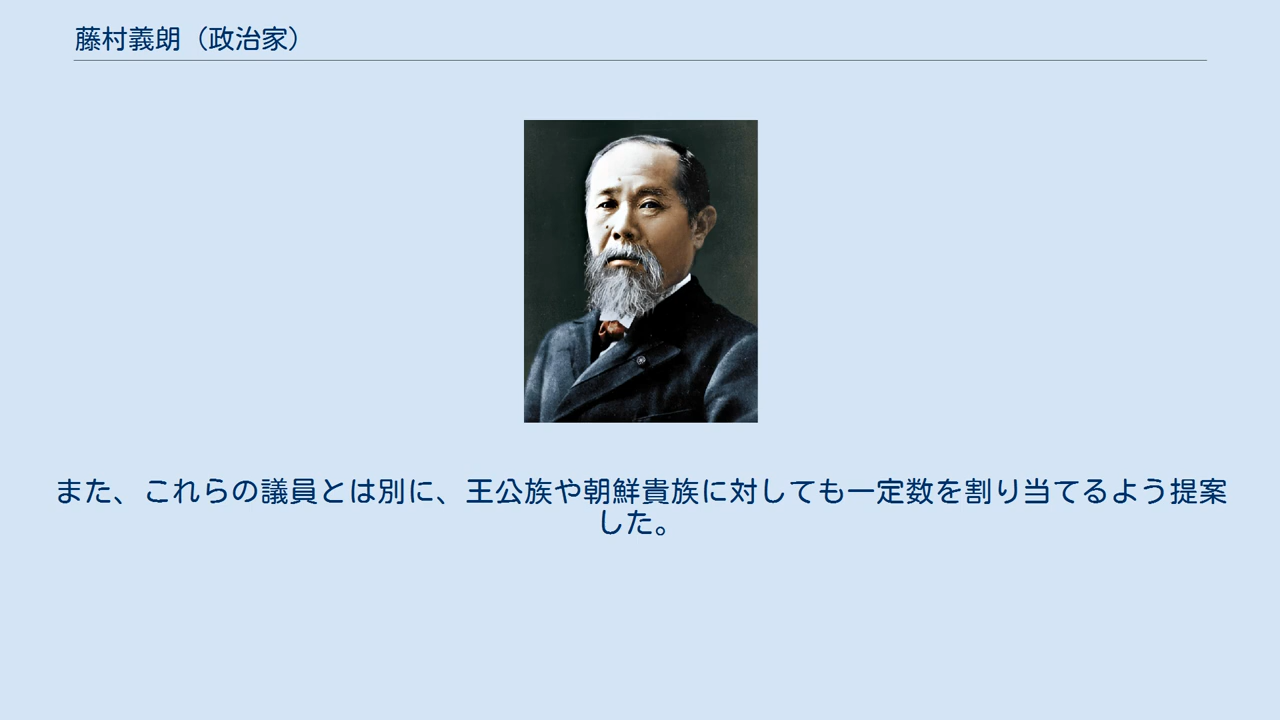 藤村義朗（政治家）
また、これらの議員とは別に、王公族や朝鮮貴族に対しても一定数を割り当てるよう提案
した。